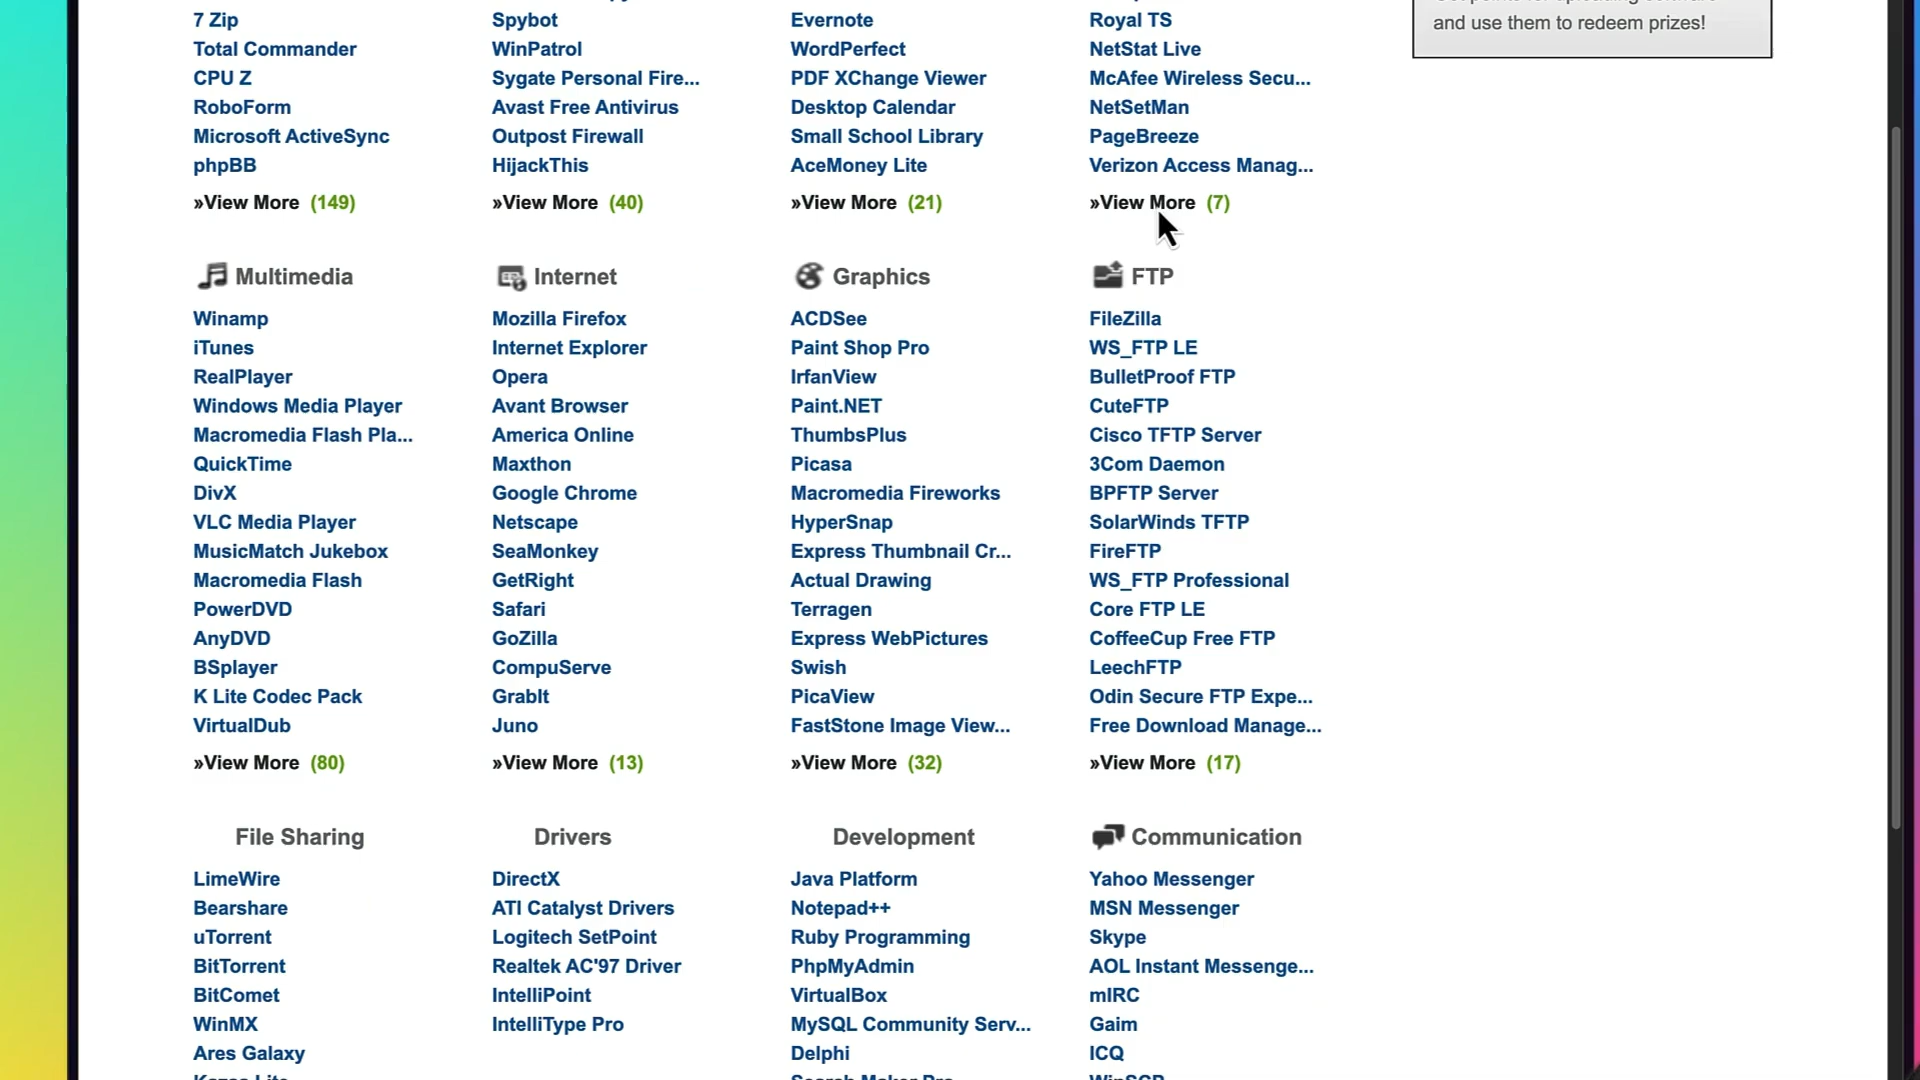 and use them to redeem prizes!
7 Zip
Total Commander
CPU Z
RoboForm
Microsoft ActiveSync
phpBB
»View More (149)
Spybot
WinPatrol
Sygate Personal Fire...
Avast Free Antivirus
Outpost Firewall
HijackThis
»View More (40)
Evernote
WordPerfect
PDF XChange Viewer
Desktop Calendar
Small School Library
AceMoney Lite
»View More (21)
Royal TS
NetStat Live
McAfee Wireless Secu...
NetSetMan
PageBreeze
Verizon Access Manag...
»View More (7)
Multimedia
Winamp
iTunes
RealPlayer
Windows Media Player
Macromedia Flash Pla...
QuickTime
DivX
VLC Media Player
MusicMatch Jukebox
Macromedia Flash
PowerDVD
AnyDVD
BSplayer
K Lite Codec Pack
VirtualDub
»View More (80)
Internet
Mozilla Firefox
Internet Explorer
Opera
Avant Browser
America Online
Maxthon
Google Chrome
Netscape
SeaMonkey
GetRight
Safari
GoZilla
CompuServe
GrabIt
Juno
»View More (13)
Graphics
ACDSee
Paint Shop Pro
IrfanView
Paint.NET
ThumbsPlus
Picasa
Macromedia Fireworks
HyperSnap
Express Thumbnail Cr...
Actual Drawing
Terragen
Express WebPictures
Swish
PicaView
FastStone Image View...
»View More (32)
FTP
FileZilla
WS_FTP LE
BulletProof FTP
CuteFTP
Cisco TFTP Server
3Com Daemon
BPFTP Server
SolarWinds TFTP
FireFTP
WS_FTP Professional
Core FTP LE
CoffeeCup Free FTP
LeechFTP
Odin Secure FTP Expe...
Free Download Manage...
»View More (17)
File Sharing
LimeWire
Bearshare
uTorrent
BitTorrent
BitComet
WinMX
Ares Galaxy
Drivers
DirectX
ATI Catalyst Drivers
Logitech SetPoint
Realtek AC'97 Driver
IntelliPoint
IntelliType Pro
Development
Java Platform
Notepad++
Ruby Programming
PhpMyAdmin
VirtualBox
MySQL Community Serv...
Delphi
Communication
Yahoo Messenger
MSN Messenger
Skype
AOL Instant Messenge...
mIRC
Gaim
ICQ